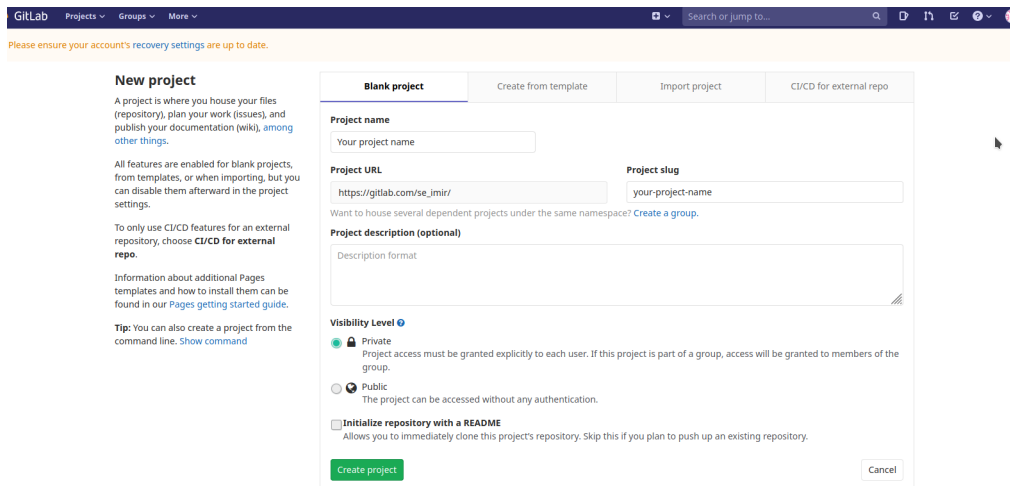 GitLab Projects Groups More Search or jump to...
Please ensure your account's recovery settings are up to date.
New project
A project is where you house your files
(repository), plan your work (issues), and
publish your documentation (wiki), among
other things.
All features are enabled for blank projects,
from templates, or when importing, but you
can disable them afterward in the project
settings.
To only use CI/CD features for an external
repository, choose CI/CD for external
repo.
Information about additional Pages
templates and how to install them can be
found in our Pages getting started guide.
Tip: You can also create a project from the
command line. Show command
Blank project Create from template Import project CI/CD for external repo
Project name
Your project name
Project URL Project slug
https://gitlab.com/se_imir/ your-project-name
Want to house several dependent projects under the same namespace? Create a group.
Project description (optional)
Description format
Visibility Level
Private
Project access must be granted explicitly to each user. If this project is part of a group, access will be granted to members of the
group.
Public
The project can be accessed without any authentication.
Initialize repository with a README
Allows you to immediately clone this project's repository. Skip this if you plan to push up an existing repository.
Create project Cancel